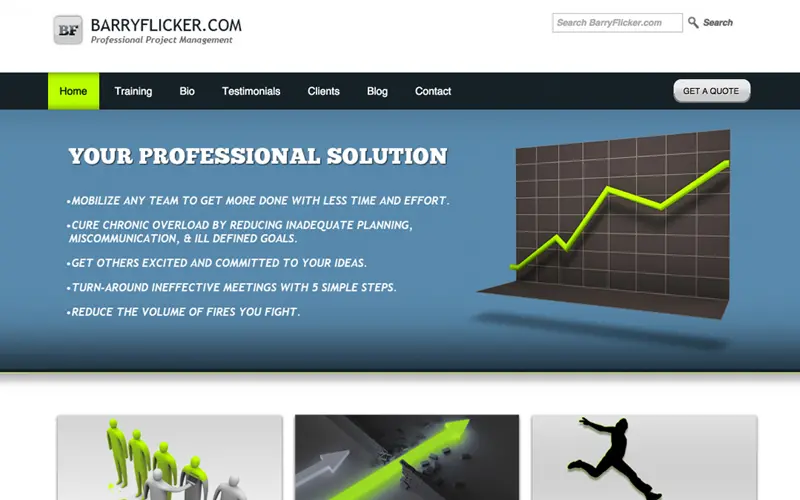 BF
BARRYFLICKER.COM
Professional Project Management
Search BarryFlicker.com
Search
Home
Training
Bio
Testimonials
Clients
Blog
Contact
GET A QUOTE
YOUR PROFESSIONAL SOLUTION
•MOBILIZE ANY TEAM TO GET MORE DONE WITH LESS TIME AND EFFORT.
•CURE CHRONIC OVERLOAD BY REDUCING INADEQUATE PLANNING,
MISCOMMUNICATION, & ILL DEFINED GOALS.
•GET OTHERS EXCITED AND COMMITTED TO YOUR IDEAS.
•TURN-AROUND INEFFECTIVE MEETINGS WITH 5 SIMPLE STEPS.
•REDUCE THE VOLUME OF FIRES YOU FIGHT.